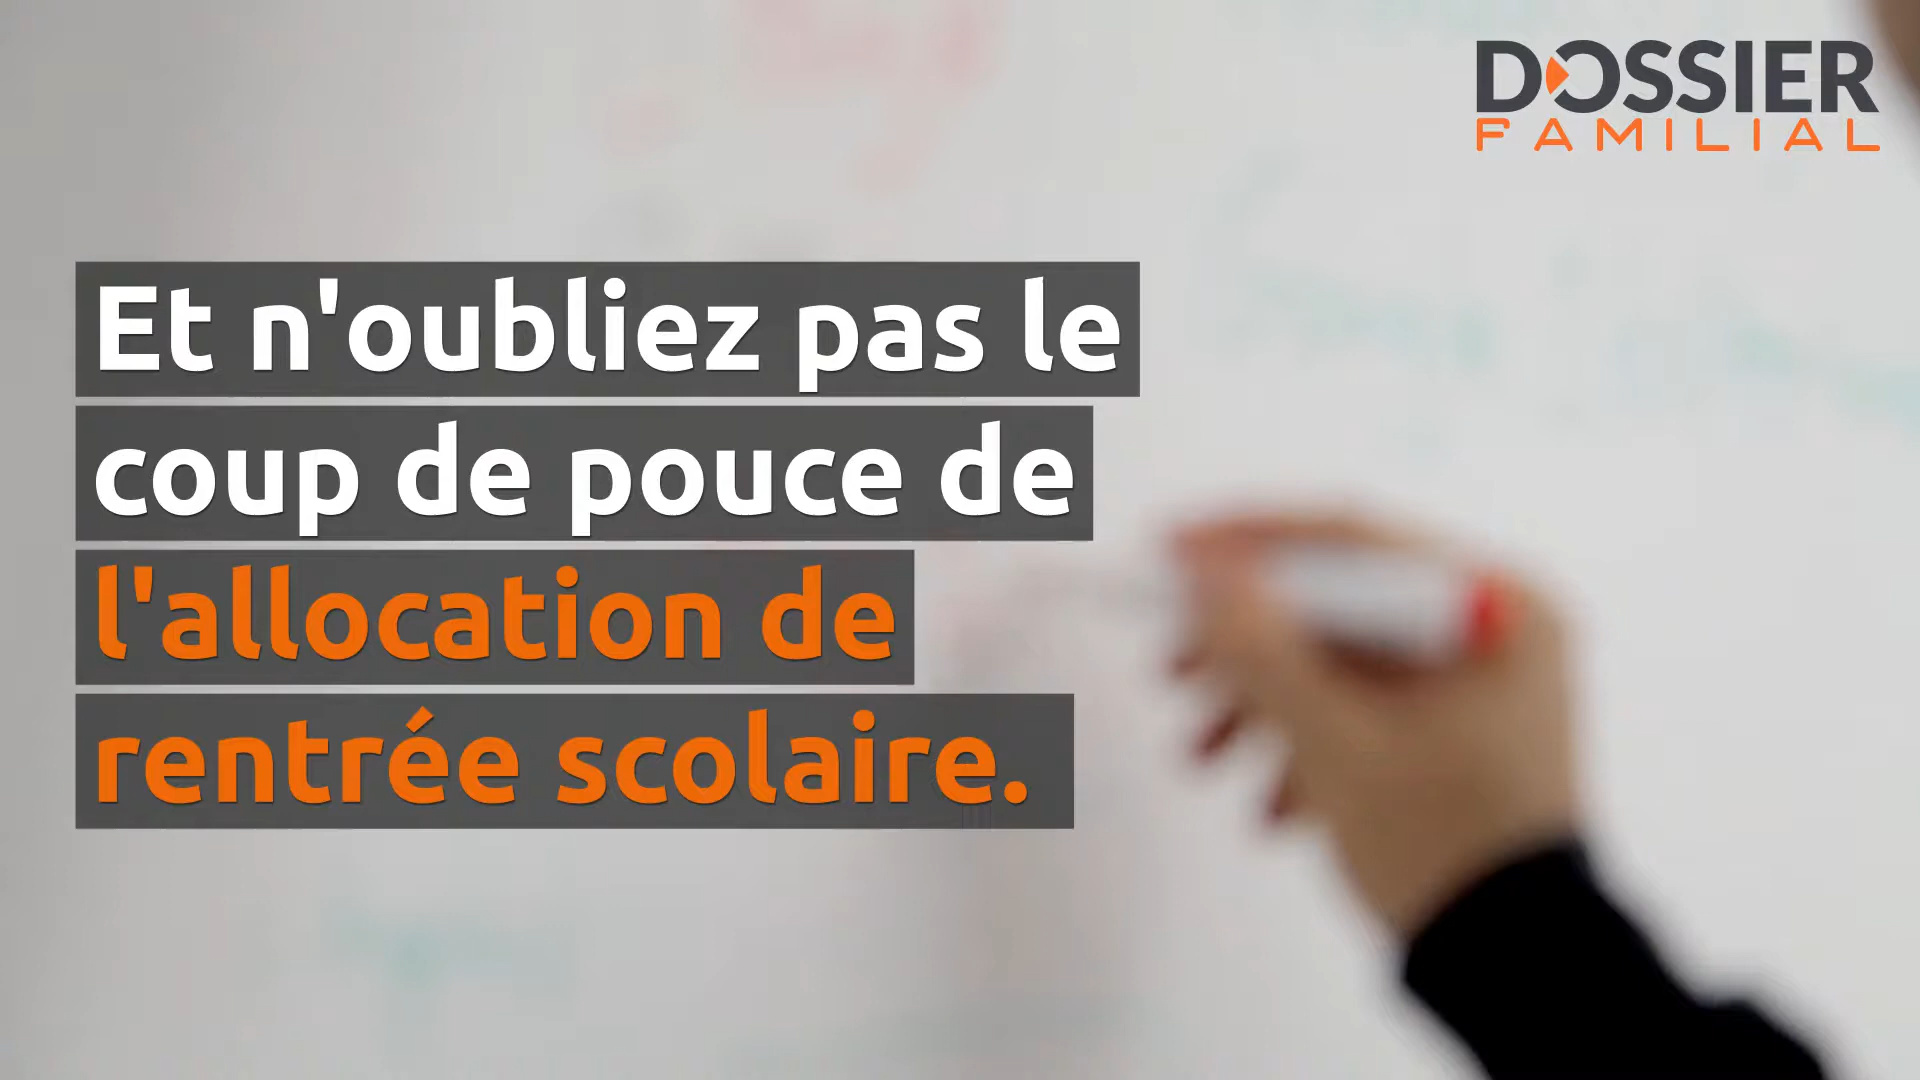 DOSSIER
FAMILIAL
Et n'oubliez pas le
coup de pouce de
l'allocation de
rentrée scolaire.